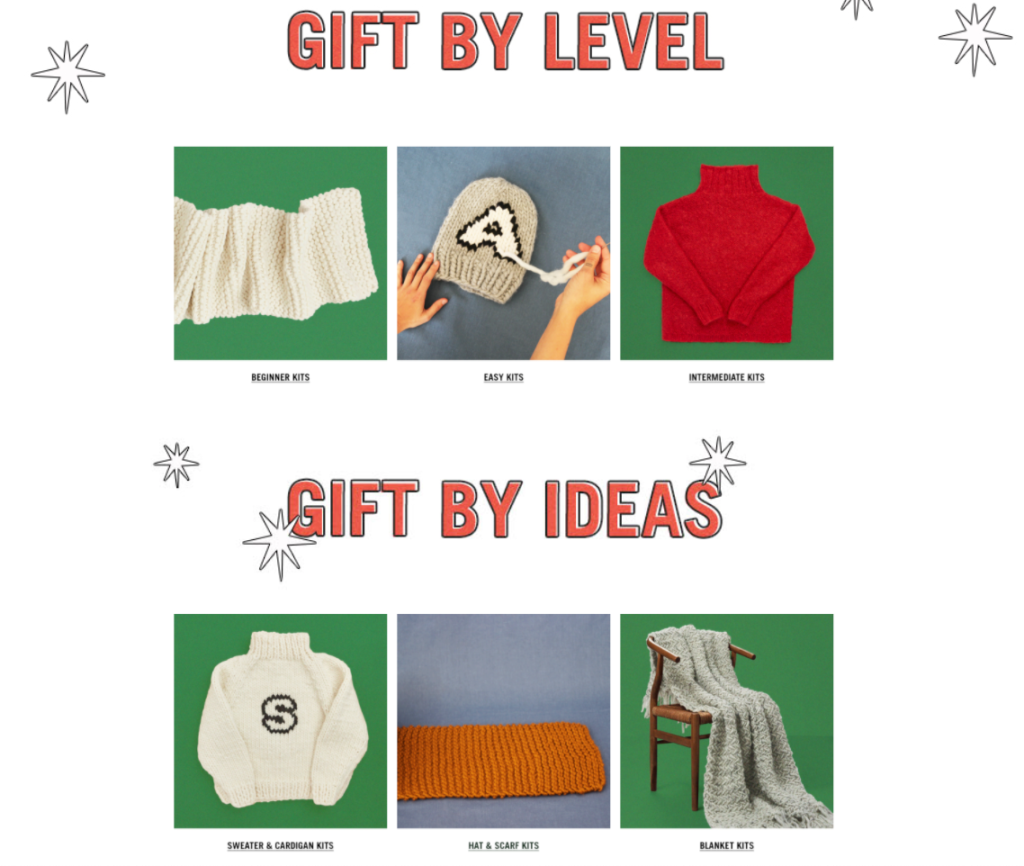 GIFT BY LEVEL
A
BEGINNER KITS
EASY KITS
INTERMEDIATE KITS
GIFT BY IDEAS
S
SWEATER & CARDIGAN KITS
HAT & SCARF KITS
BLANKET KITS